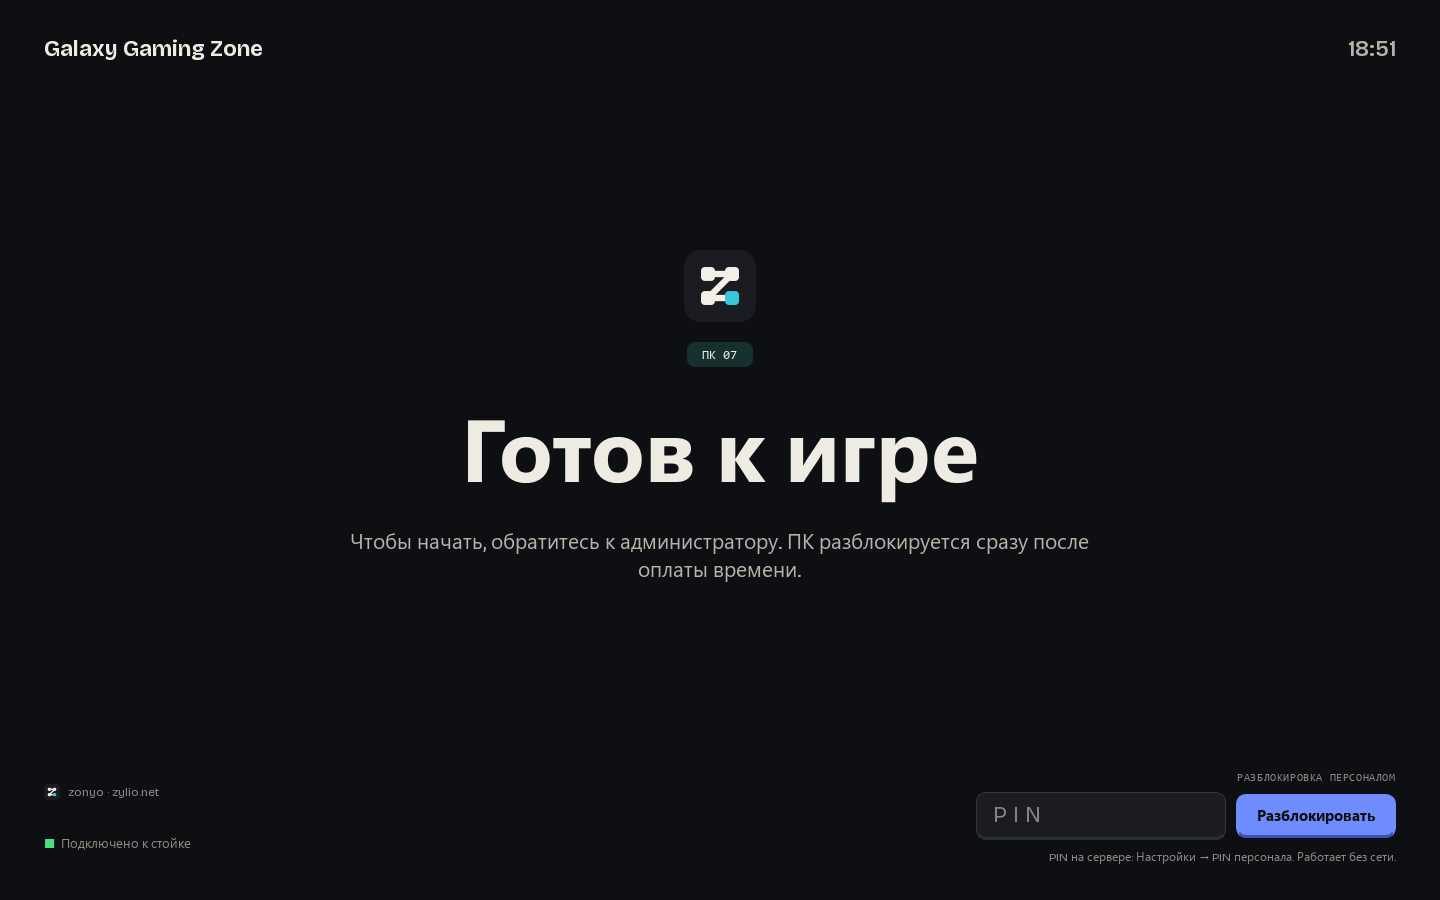 Galaxy Gaming Zone
18:51
ПК 07
Готов к игре
Чтобы начать, обратитесь к администратору. ПК разблокируется сразу после
оплаты времени.
zonyo · zylio.net
Подключено к стойке
РАЗБЛОКИРОВКА ПЕРСОНАЛОМ
PIN
Разблокировать
PIN на сервере: Настройки → PIN персонала. Работает без сети.